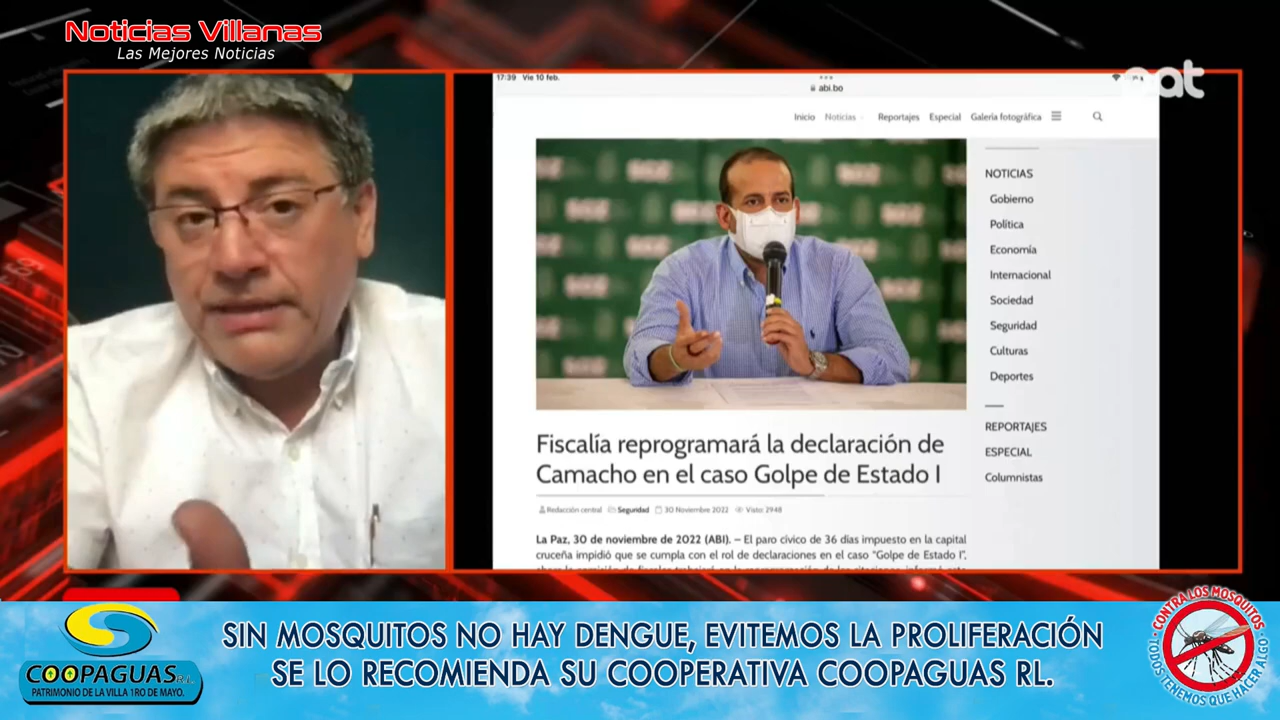 Noticias Villanas
Las Mejores Noticias
17:39 Vie 10 feb.
abi.bo
Inicio Noticias Reportajes Especial Galería fotográfica
SCZ
NOTICIAS
Gobierno
Política
Economía
Internacional
Sociedad
Seguridad
Culturas
Deportes
REPORTAJES
ESPECIAL
Columnistas
Fiscalía reprogramará la declaración de
Camacho en el caso Golpe de Estado I
Redacción central Seguridad 30 Noviembre 2022 Visto: 2948
La Paz, 30 de noviembre de 2022 (ABI). – El paro cívico de 36 días impuesto en la capital
cruceña impidió que se cumpla con el rol de declaraciones en el caso “Golpe de Estado I”,
COOPAGUAS R.L.
PATRIMONIO DE LA VILLA 1RO DE MAYO.
SIN MOSQUITOS NO HAY DENGUE, EVITEMOS LA PROLIFERACIÓN
SE LO RECOMIENDA SU COOPERATIVA COOPAGUAS RL.
CONTRA LOS MOSQUITOS
TODOS TENEMOS QUE HACER ALGO